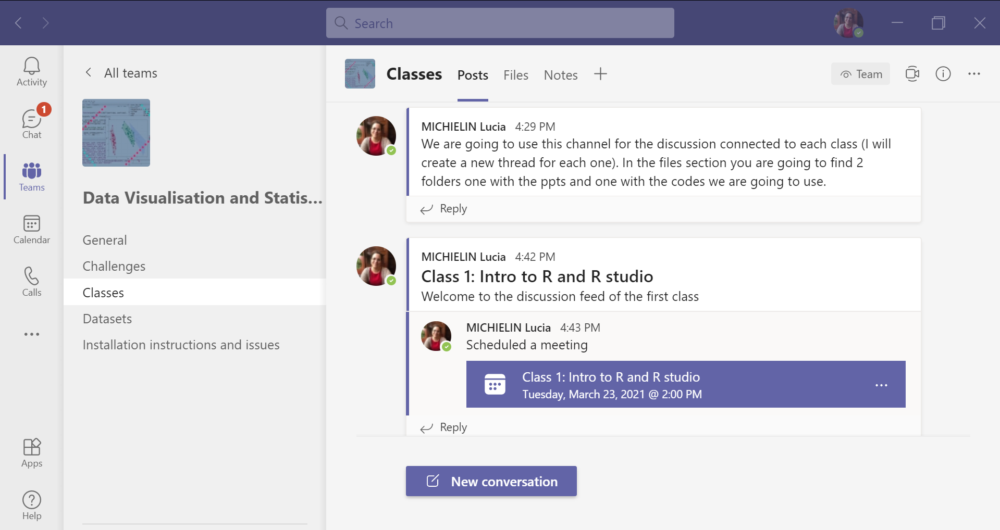 Search
Activity
1
Chat
Teams
Calendar
Calls
Apps
Help
All teams
Data Visualisation and Statis...
General
Challenges
Classes
Datasets
Installation instructions and issues
Classes Posts Files Notes
Team
MICHIELIN Lucia 4:29 PM
We are going to use this channel for the discussion connected to each class (I will
create a new thread for each one). In the files section you are going to find 2
folders one with the ppts and one with the codes we are going to use.
Reply
MICHIELIN Lucia 4:42 PM
Class 1: Intro to R and R studio
Welcome to the discussion feed of the first class
MICHIELIN Lucia 4:43 PM
Scheduled a meeting
Class 1: Intro to R and R studio
Tuesday, March 23, 2021 @ 2:00 PM
Reply
New conversation